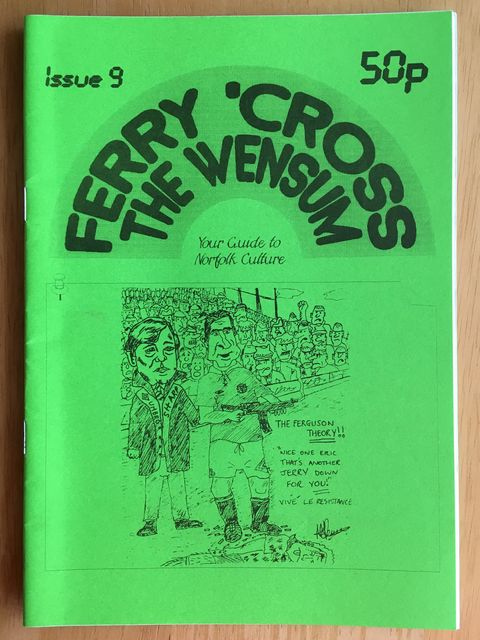 Issue 9
50p
FERRY 'CROSS
THE WENSUM
Your Guide to
Norfolk Culture
THE FERGUSON
THEORY!!
"NICE ONE ERIC
THAT'S ANOTHER
JERRY DOWN
FOR YOU!"
VIVÉ LE RESISTANCE